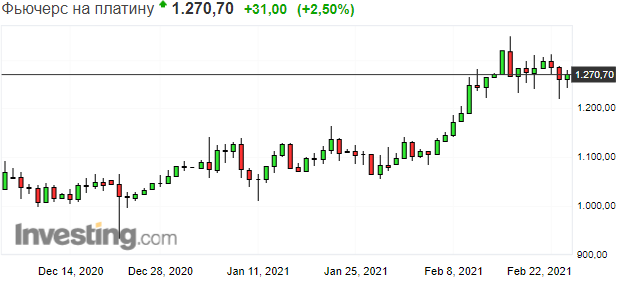 Фьючерс на платину 1.270,70 +31,00 (+2,50%)
1.270,70
1.200,00
1.100,00
1.000,00
900,00
Investing.com
Dec 14, 2020 Dec 28, 2020 Jan 11, 2021 Jan 25, 2021 Feb 8, 2021 Feb 22, 2021